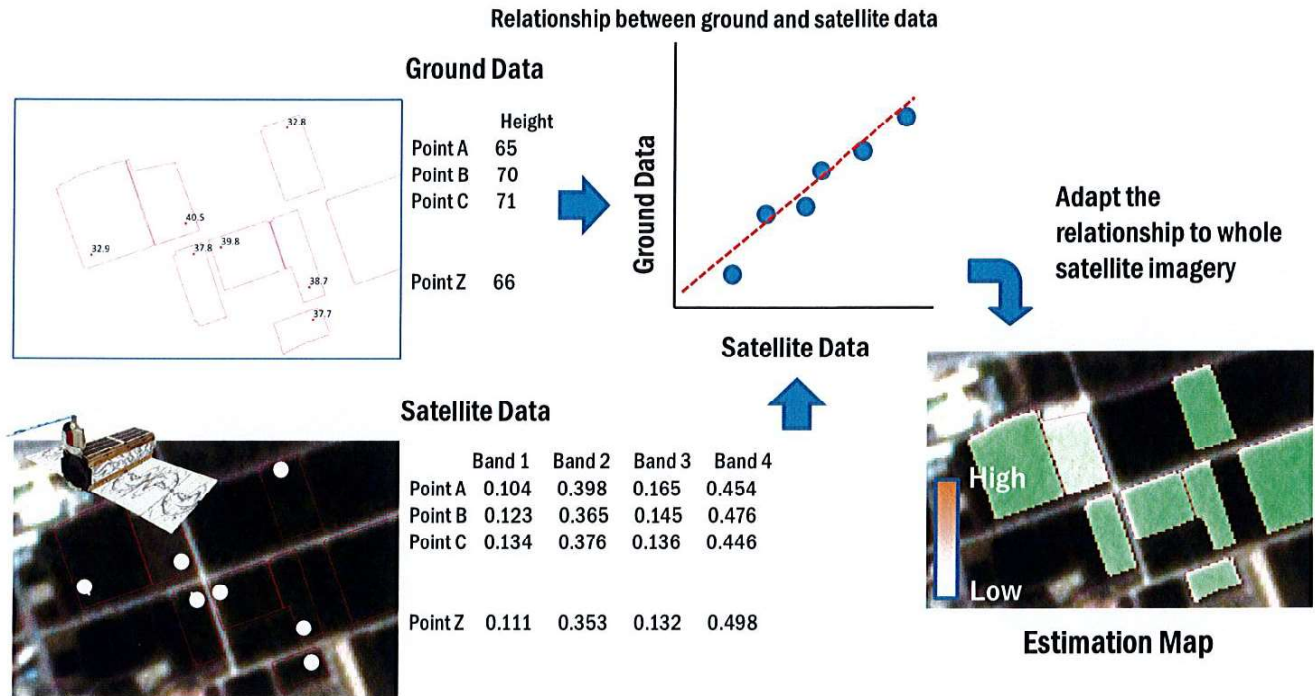 Relationship between ground and satellite data
Ground Data
Height
Point A 65
Point B 70
Point C 71
Point Z 66
32.8
40.5
32.9
37.8
39.8
38.7
37.7
Ground Data
Satellite Data
Adapt the
relationship to whole
satellite imagery
Satellite Data
Band 1 Band 2 Band 3 Band 4
Point A 0.104 0.398 0.165 0.454
Point B 0.123 0.365 0.145 0.476
Point C 0.134 0.376 0.136 0.446
Point Z 0.111 0.353 0.132 0.498
High
Low
Estimation Map